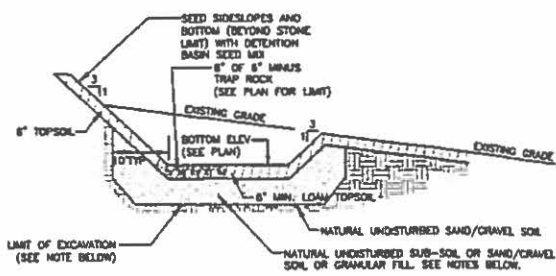 SEED SIDESLOPES AND
BOTTOM (BEYOND STONE
LIMIT) WITH DETENTION
BASIN SEED MIX
6" OF 6" MINUS
TRAP ROCK
(SEE PLAN FOR LIMIT)
3
1
EXISTING GRADE
3
1
6" TOPSOIL
BOTTOM ELEV
(SEE PLAN)
EXISTING GRADE
10 TYP
6" MIN. LOAM TOPSOIL
NATURAL UNDISTURBED SAND/GRAVEL SOIL
LIMIT OF EXCAVATION
(SEE NOTE BELOW)
NATURAL UNDISTURBED SUB-SOIL OR SAND/GRAVEL
SOIL OR GRANULAR FILL. SEE NOTES BELOW.